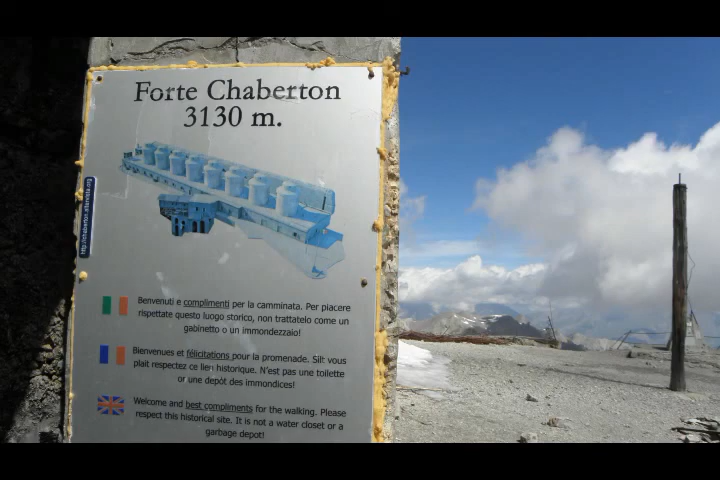 Forte Chaberton
3130 m.
Benvenuti e complimenti per la camminata. Per piacere
rispettate questo luogo storico, non trattatelo come un
gabinetto o un immondezzaio!
Bienvenues et félicitations pour la promenade. Silt vous
plait respectez ce lieu historique. N'est pas une toilette
or une depòt des immondices!
Welcome and best compliments for the walking. Please
respect this historical site. It is not a water closet or a
garbage depot!